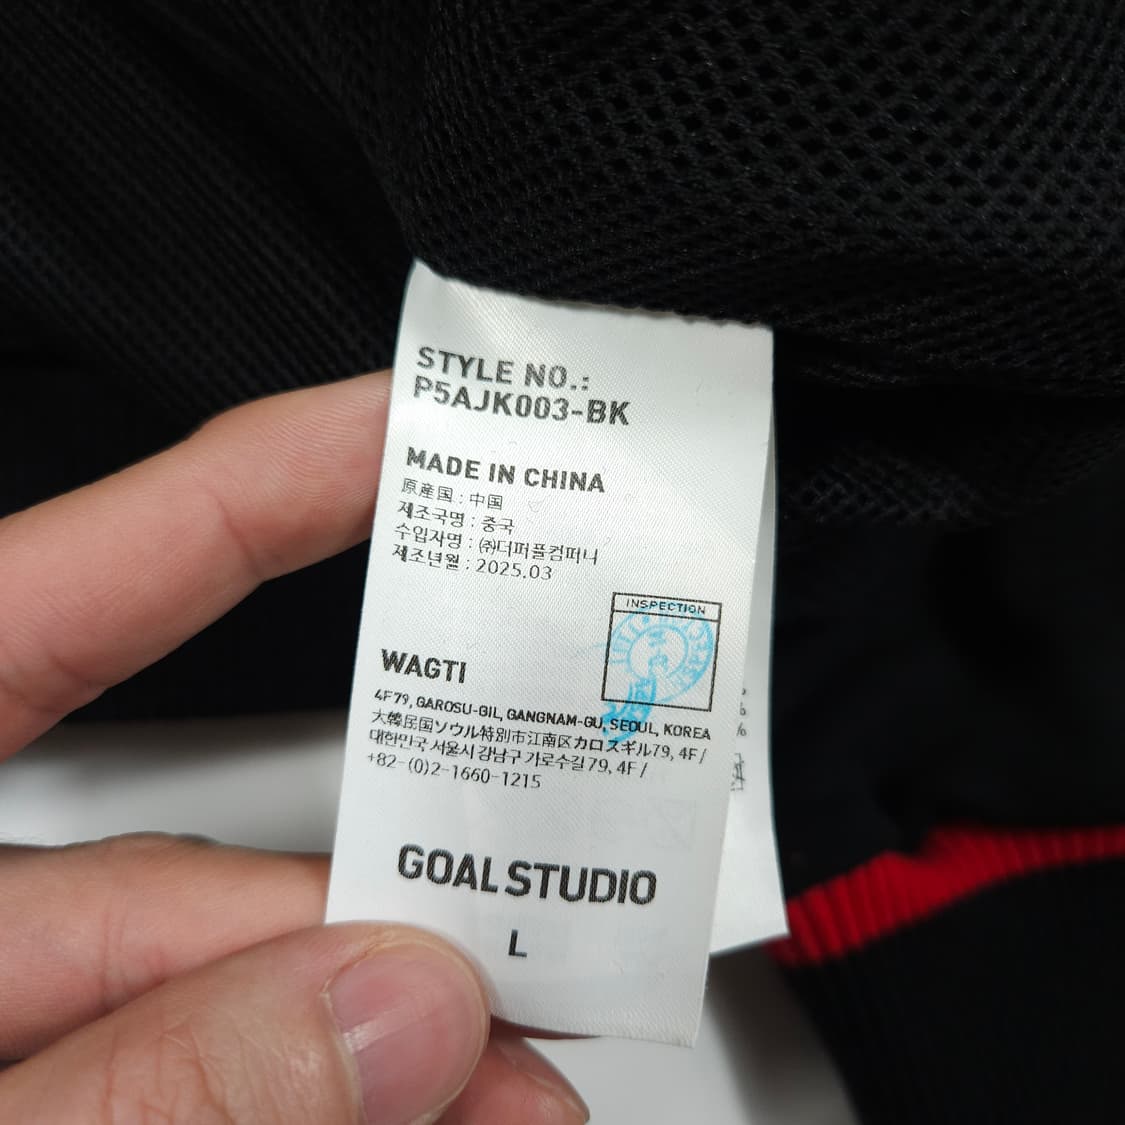 STYLE NO.:
P5AJK003-BK
MADE IN CHINA
原産国 : 中国
제조국명 : 중국
수입자명 : ㈜더퍼플컴퍼니
제조년월 : 2025.03
INSPECTION
WAGTI
4F 79, GAROSU-GIL, GANGNAM-GU, SEOUL, KOREA
大韓民国ソウル特別市江南区カロスギル79, 4F /
대한민국 서울시 강남구 가로수길 79, 4F /
+82-(0)2-1660-1215
GOALSTUDIO
L